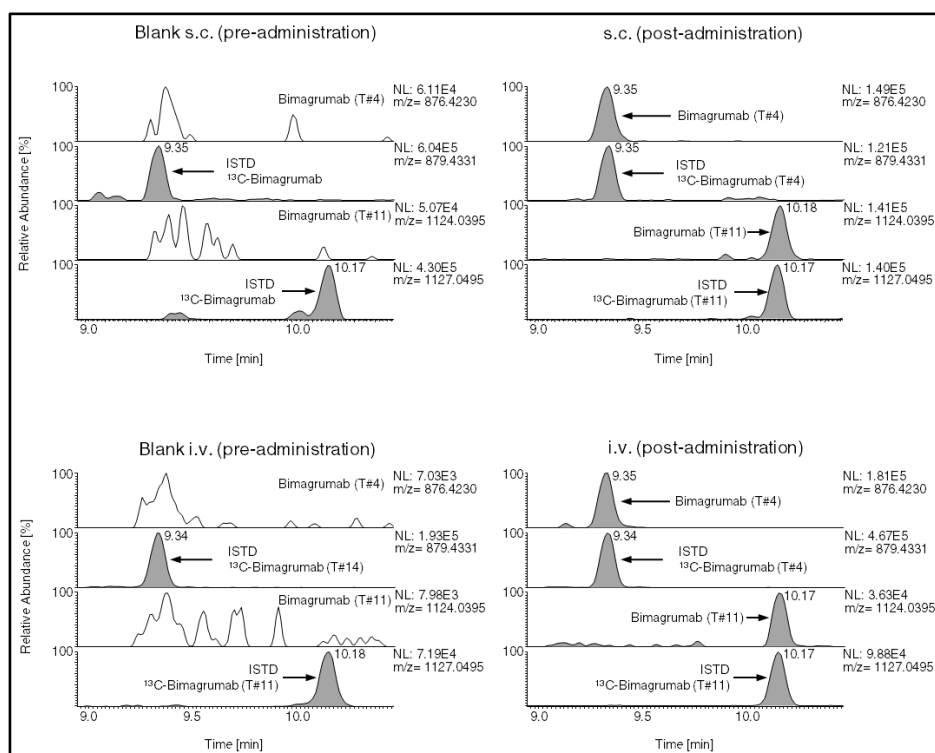 Blank s.c. (pre-administration)
Relative Abundance [%]
100
Bimagrumab (T#4)
NL: 6.11E4
m/z= 876.4230
100
9.35
ISTD
¹³C-Bimagrumab
NL: 6.04E5
m/z= 879.4331
100
Bimagrumab (T#11)
NL: 5.07E4
m/z= 1124.0395
100
10.17
ISTD
¹³C-Bimagrumab
NL: 4.30E5
m/z= 1127.0495
9.0 10.0
Time [min]
s.c. (post-administration)
100
9.35
Bimagrumab (T#4)
NL: 1.49E5
m/z= 876.4230
100
9.35
ISTD
¹³C-Bimagrumab (T#4)
NL: 1.21E5
m/z= 879.4331
100
10.18
Bimagrumab (T#11)
NL: 1.41E5
m/z= 1124.0395
100
10.17
ISTD
¹³C-Bimagrumab (T#11)
NL: 1.40E5
m/z= 1127.0495
9.0 9.5 10.0
Time [min]
Blank i.v. (pre-administration)
Relative Abundance [%]
100
Bimagrumab (T#4)
NL: 7.03E3
m/z= 876.4230
100
9.34
ISTD
¹³C-Bimagrumab (T#14)
NL: 1.93E5
m/z= 879.4331
100
Bimagrumab (T#11)
NL: 7.98E3
m/z= 1124.0395
100
10.18
ISTD
¹³C-Bimagrumab (T#11)
NL: 7.19E4
m/z= 1127.0495
9.0 9.5 10.0
Time [min]
i.v. (post-administration)
100
9.35
Bimagrumab (T#4)
NL: 1.81E5
m/z= 876.4230
100
9.34
ISTD
¹³C-Bimagrumab (T#4)
NL: 4.67E5
m/z= 879.4331
100
10.17
Bimagrumab (T#11)
NL: 3.63E4
m/z= 1124.0395
100
10.17
ISTD
¹³C-Bimagrumab (T#11)
NL: 9.88E4
m/z= 1127.0495
9.0 9.5 10.0
Time [min]